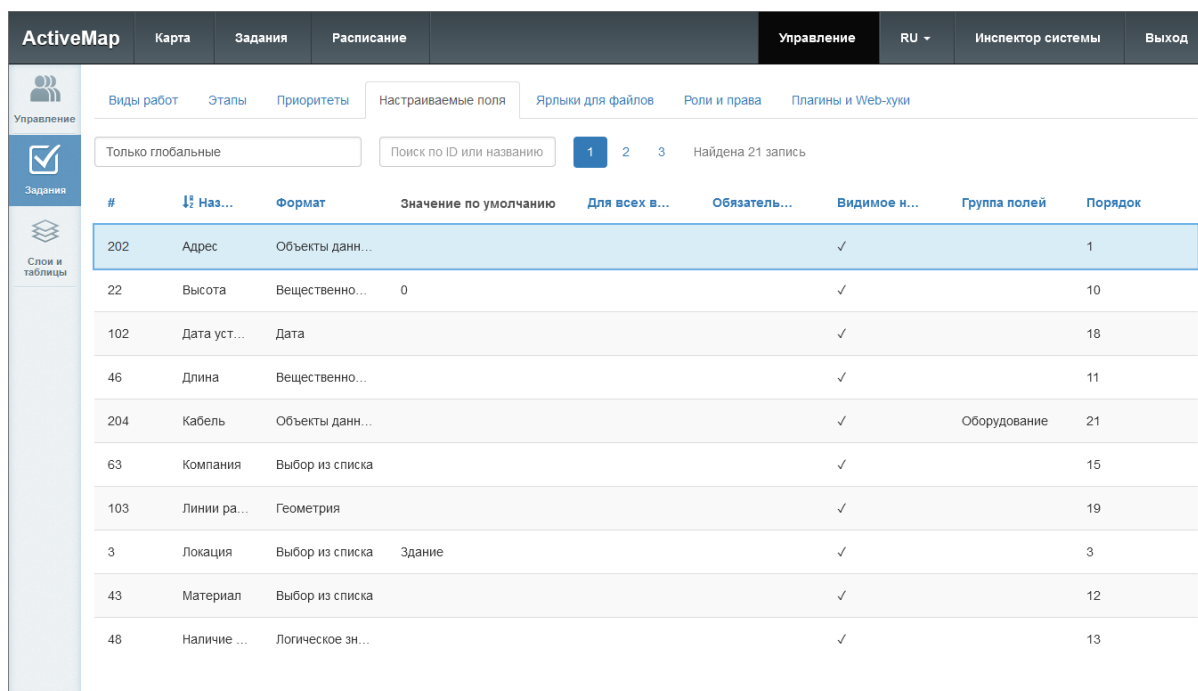 ActiveMap Карта Задания Расписание Управление RU Инспектор системы Выход
Управление
Задания
Слои и
таблицы
Виды работ Этапы Приоритеты Настраиваемые поля Ярлыки для файлов Роли и права Плагины и Web-хуки
Только глобальные Поиск по ID или названию 1 2 3 Найдена 21 запись
# Наз... Формат Значение по умолчанию Для всех в... Обязатель... Видимое н... Группа полей Порядок
202 Адрес Объекты данн... ✓ 1
22 Высота Вещественно... 0 ✓ 10
102 Дата уст... Дата ✓ 18
46 Длина Вещественно... ✓ 11
204 Кабель Объекты данн... ✓ Оборудование 21
63 Компания Выбор из списка ✓ 15
103 Линии ра... Геометрия ✓ 19
3 Локация Выбор из списка Здание ✓ 3
43 Материал Выбор из списка ✓ 12
48 Наличие ... Логическое зн... ✓ 13